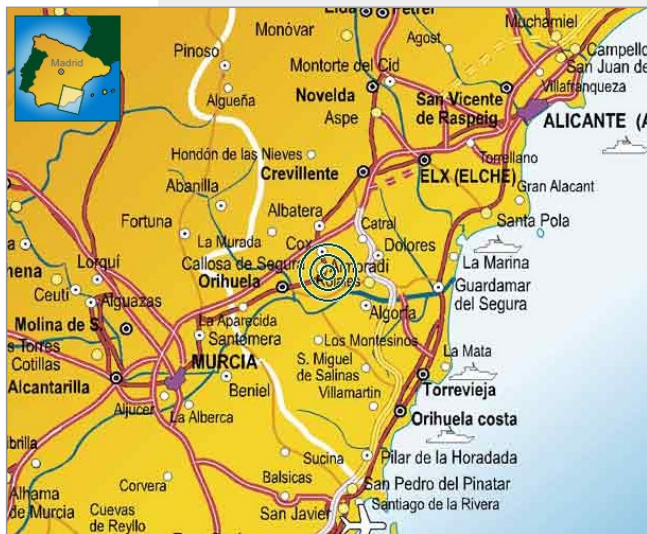 Madrid
Elda
Petrer
Monóvar
Agost
Muchamiel
Campello
San Juan de
Villafranqueza
Pinoso
Montorte del Cid
Algueña
Novelda
San Vicente
de Raspeig
Aspe
ALICANTE (A
Hondón de las Nieves
Torrellano
Crevillente
ELX (ELCHE)
Abanilla
Gran Alacant
Albatera
Catral
Santa Pola
Fortuna
La Murada
Cox
Dolores
Callosa de Segura
Almoradí
La Marina
Lorquí
Orihuela
Rojales
Guardamar
del Segura
Ceutí
Alguazas
Algorfa
La Aparecida
Molina de S.
Santomera
Los Montesinos
s Torres
Cotillas
MURCIA
S. Miguel
de Salinas
La Mata
Alcantarilla
Beniel
Villamartin
Torrevieja
Aljucer
La Alberca
Orihuela costa
Sucina
Pilar de la Horadada
Balsicas
Corvera
San Pedro del Pinatar
Alhama
de Murcia
Cuevas
de Reyllo
San Javier
Santiago de la Rivera